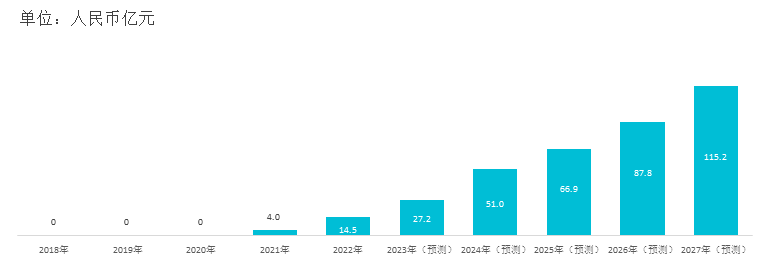 单位：人民币亿元
0 0 0 4.0 14.5 27.2 51.0 66.9 87.8 115.2
2018年 2019年 2020年 2021年 2022年 2023年（预测） 2024年（预测） 2025年（预测） 2026年（预测） 2027年（预测）